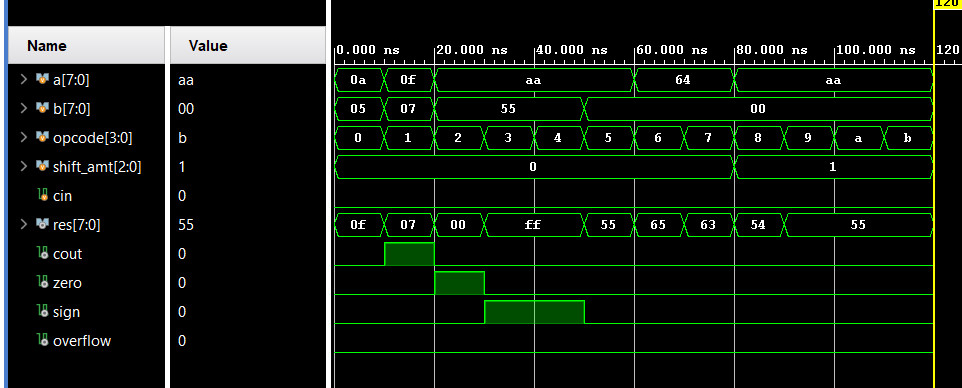 120
Name Value 0.000 ns 20.000 ns 40.000 ns 60.000 ns 80.000 ns 100.000 ns 120
a[7:0] aa 0a 0f aa 64 aa
b[7:0] 00 05 07 55 00
opcode[3:0] b 0 1 2 3 4 5 6 7 8 9 a b
shift_amt[2:0] 1 0 1
cin 0
res[7:0] 55 0f 07 00 ff 55 65 63 54 55
cout 0
zero 0
sign 0
overflow 0